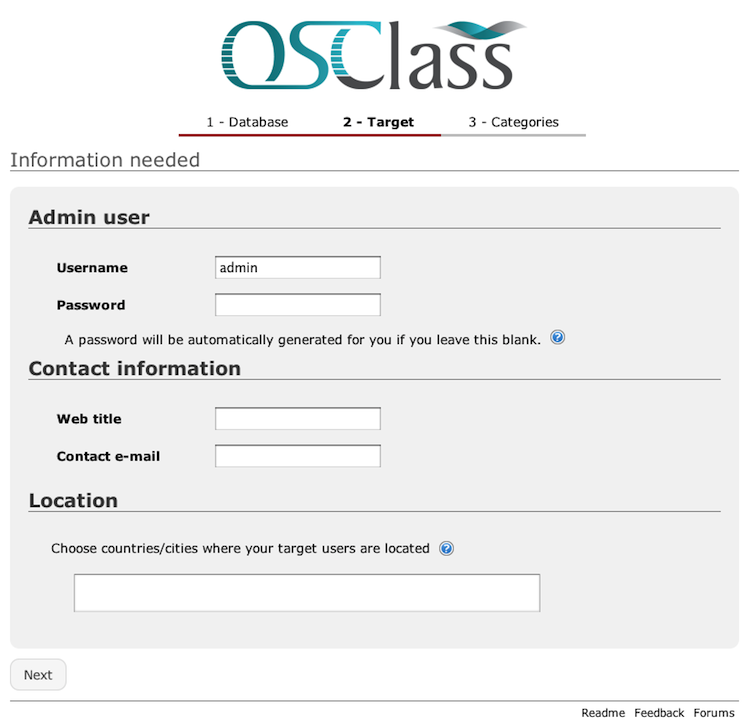 OSClass
1 - Database 2 - Target 3 - Categories
Information needed
Admin user
Username admin
Password
A password will be automatically generated for you if you leave this blank. ?
Contact information
Web title
Contact e-mail
Location
Choose countries/cities where your target users are located ?
Next
Readme Feedback Forums